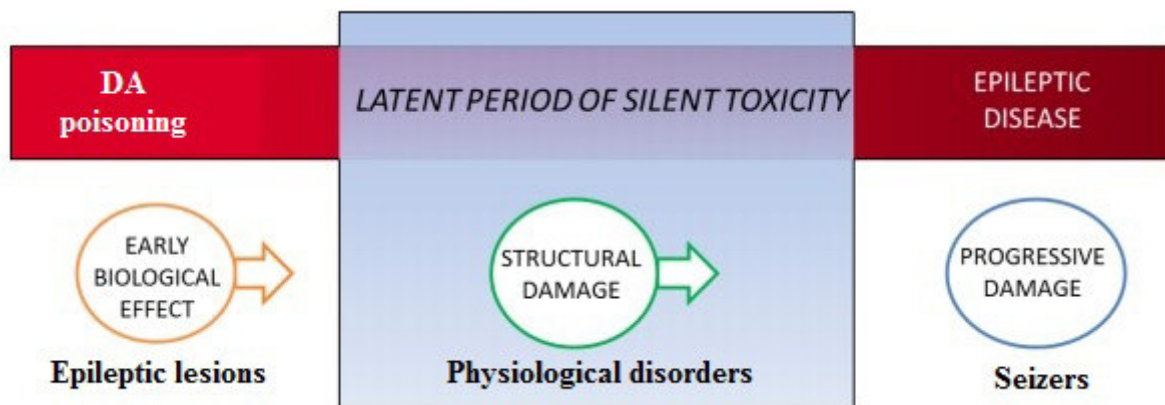 DA
poisoning
LATENT PERIOD OF SILENT TOXICITY
EPILEPTIC
DISEASE
EARLY
BIOLOGICAL
EFFECT
STRUCTURAL
DAMAGE
PROGRESSIVE
DAMAGE
Epileptic lesions
Physiological disorders
Seizers